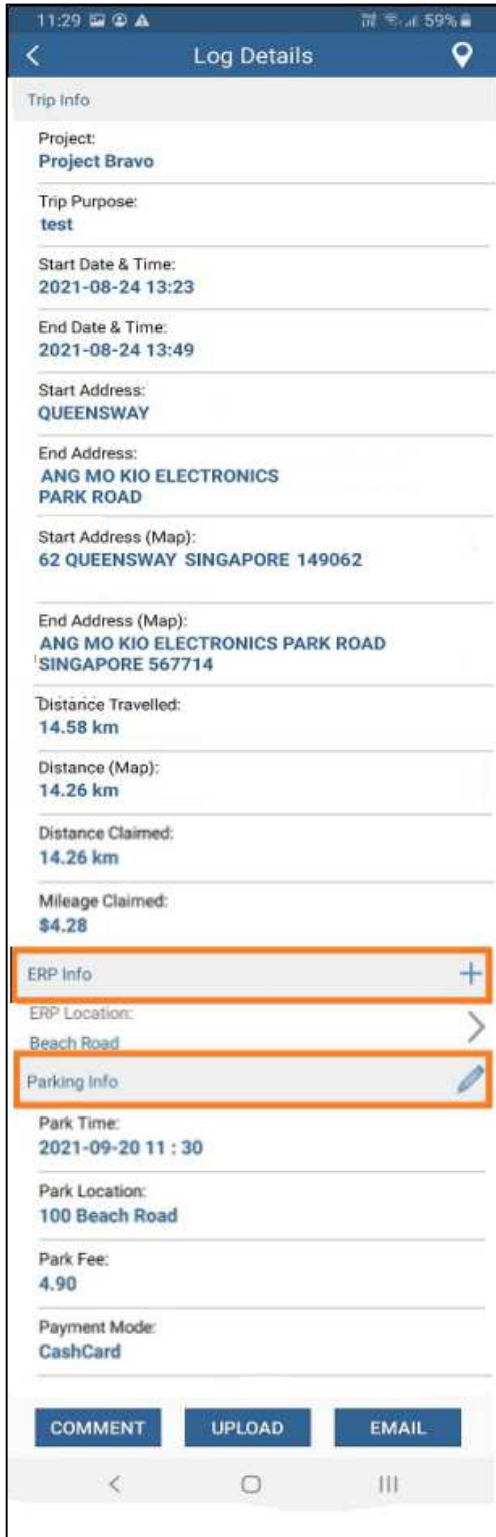 11:29 59%
Log Details
Trip Info
Project:
Project Bravo
Trip Purpose:
test
Start Date & Time:
2021-08-24 13:23
End Date & Time:
2021-08-24 13:49
Start Address:
QUEENSWAY
End Address:
ANG MO KIO ELECTRONICS
PARK ROAD
Start Address (Map):
62 QUEENSWAY SINGAPORE 149062
End Address (Map):
ANG MO KIO ELECTRONICS PARK ROAD
SINGAPORE 567714
Distance Travelled:
14.58 km
Distance (Map):
14.26 km
Distance Claimed:
14.26 km
Mileage Claimed:
$4.28
ERP Info
ERP Location:
Beach Road
Parking Info
Park Time:
2021-09-20 11 : 30
Park Location:
100 Beach Road
Park Fee:
4.90
Payment Mode:
CashCard
COMMENT UPLOAD EMAIL